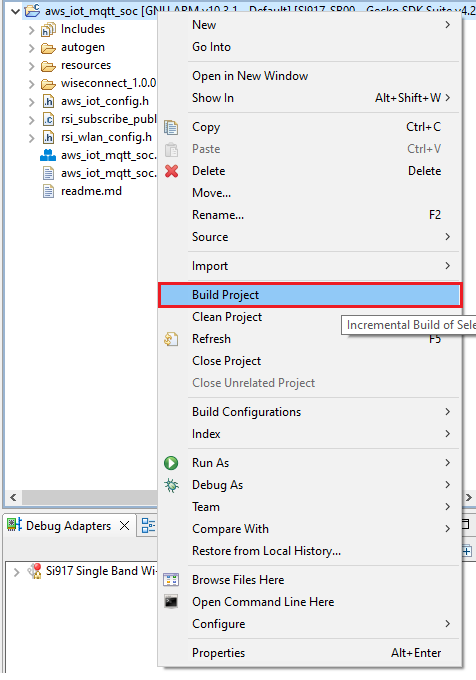 aws_iot_mqtt_soc [GNU ARM v10.3.1 - Default] [SI917-SB00 - Gecko SDK Suite v4.2
Includes
autogen
resources
wiseconnect_1.0.0
aws_iot_config.h
rsi_subscribe_publ
rsi_wlan_config.h
aws_iot_mqtt_soc.
aws_iot_mqtt_soc.
readme.md
New
Go Into
Open in New Window
Show In Alt+Shift+W
Copy Ctrl+C
Paste Ctrl+V
Delete Delete
Move...
Rename... F2
Source
Import
Build Project
Clean Project
Incremental Build of Sele
Refresh F5
Close Project
Close Unrelated Project
Build Configurations
Index
Run As
Debug As
Team
Compare With
Restore from Local History...
Browse Files Here
Open Command Line Here
Configure
Properties Alt+Enter
Debug Adapters
Si917 Single Band Wi-